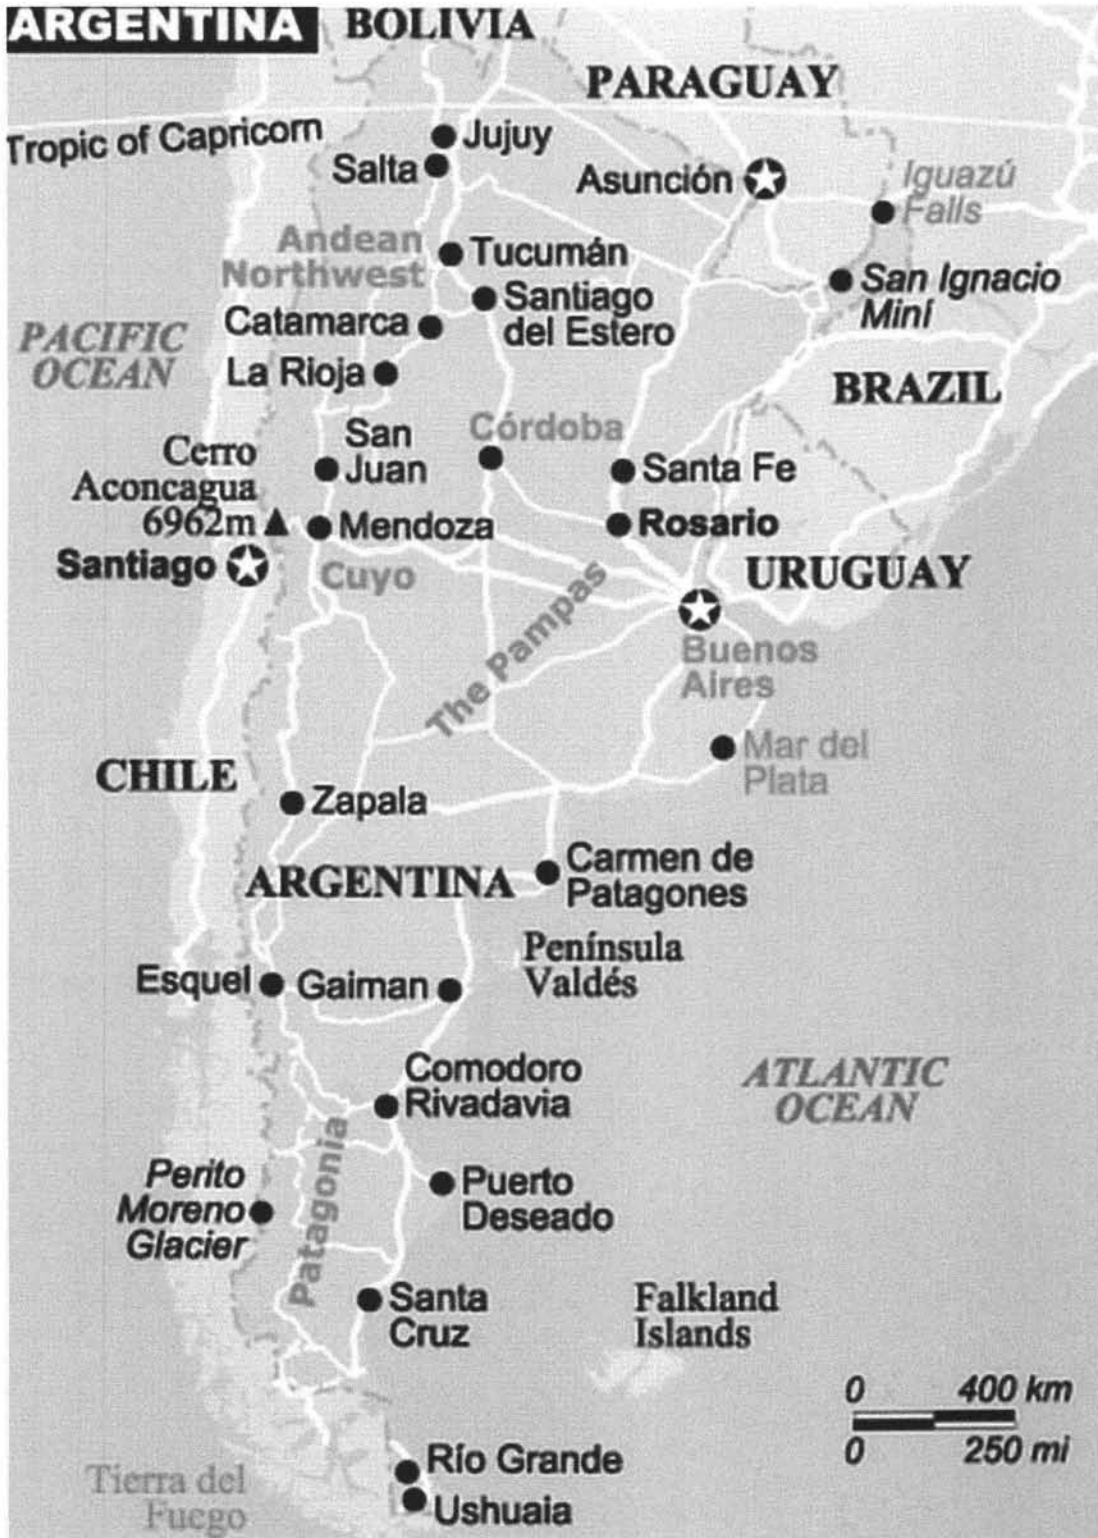 ARGENTINA
BOLIVIA
PARAGUAY
Tropic of Capricorn
Jujuy
Salta
Asunción
Iguazú
Falls
Andean
Northwest
Tucumán
San Ignacio
Miní
Santiago
del Estero
Catamarca
PACIFIC
OCEAN
La Rioja
BRAZIL
Córdoba
San
Juan
Cerro
Aconcagua
6962m
Santa Fe
Mendoza
Rosario
Santiago
Cuyo
URUGUAY
The Pampas
Buenos
Aires
Mar del
Plata
CHILE
Zapala
ARGENTINA
Carmen de
Patagones
Península
Valdés
Esquel
Gaiman
Comodoro
Rivadavia
ATLANTIC
OCEAN
Patagonia
Perito
Moreno
Glacier
Puerto
Deseado
Santa
Cruz
Falkland
Islands
0 400 km
0 250 mi
Río Grande
Ushuaia
Tierra del
Fuego